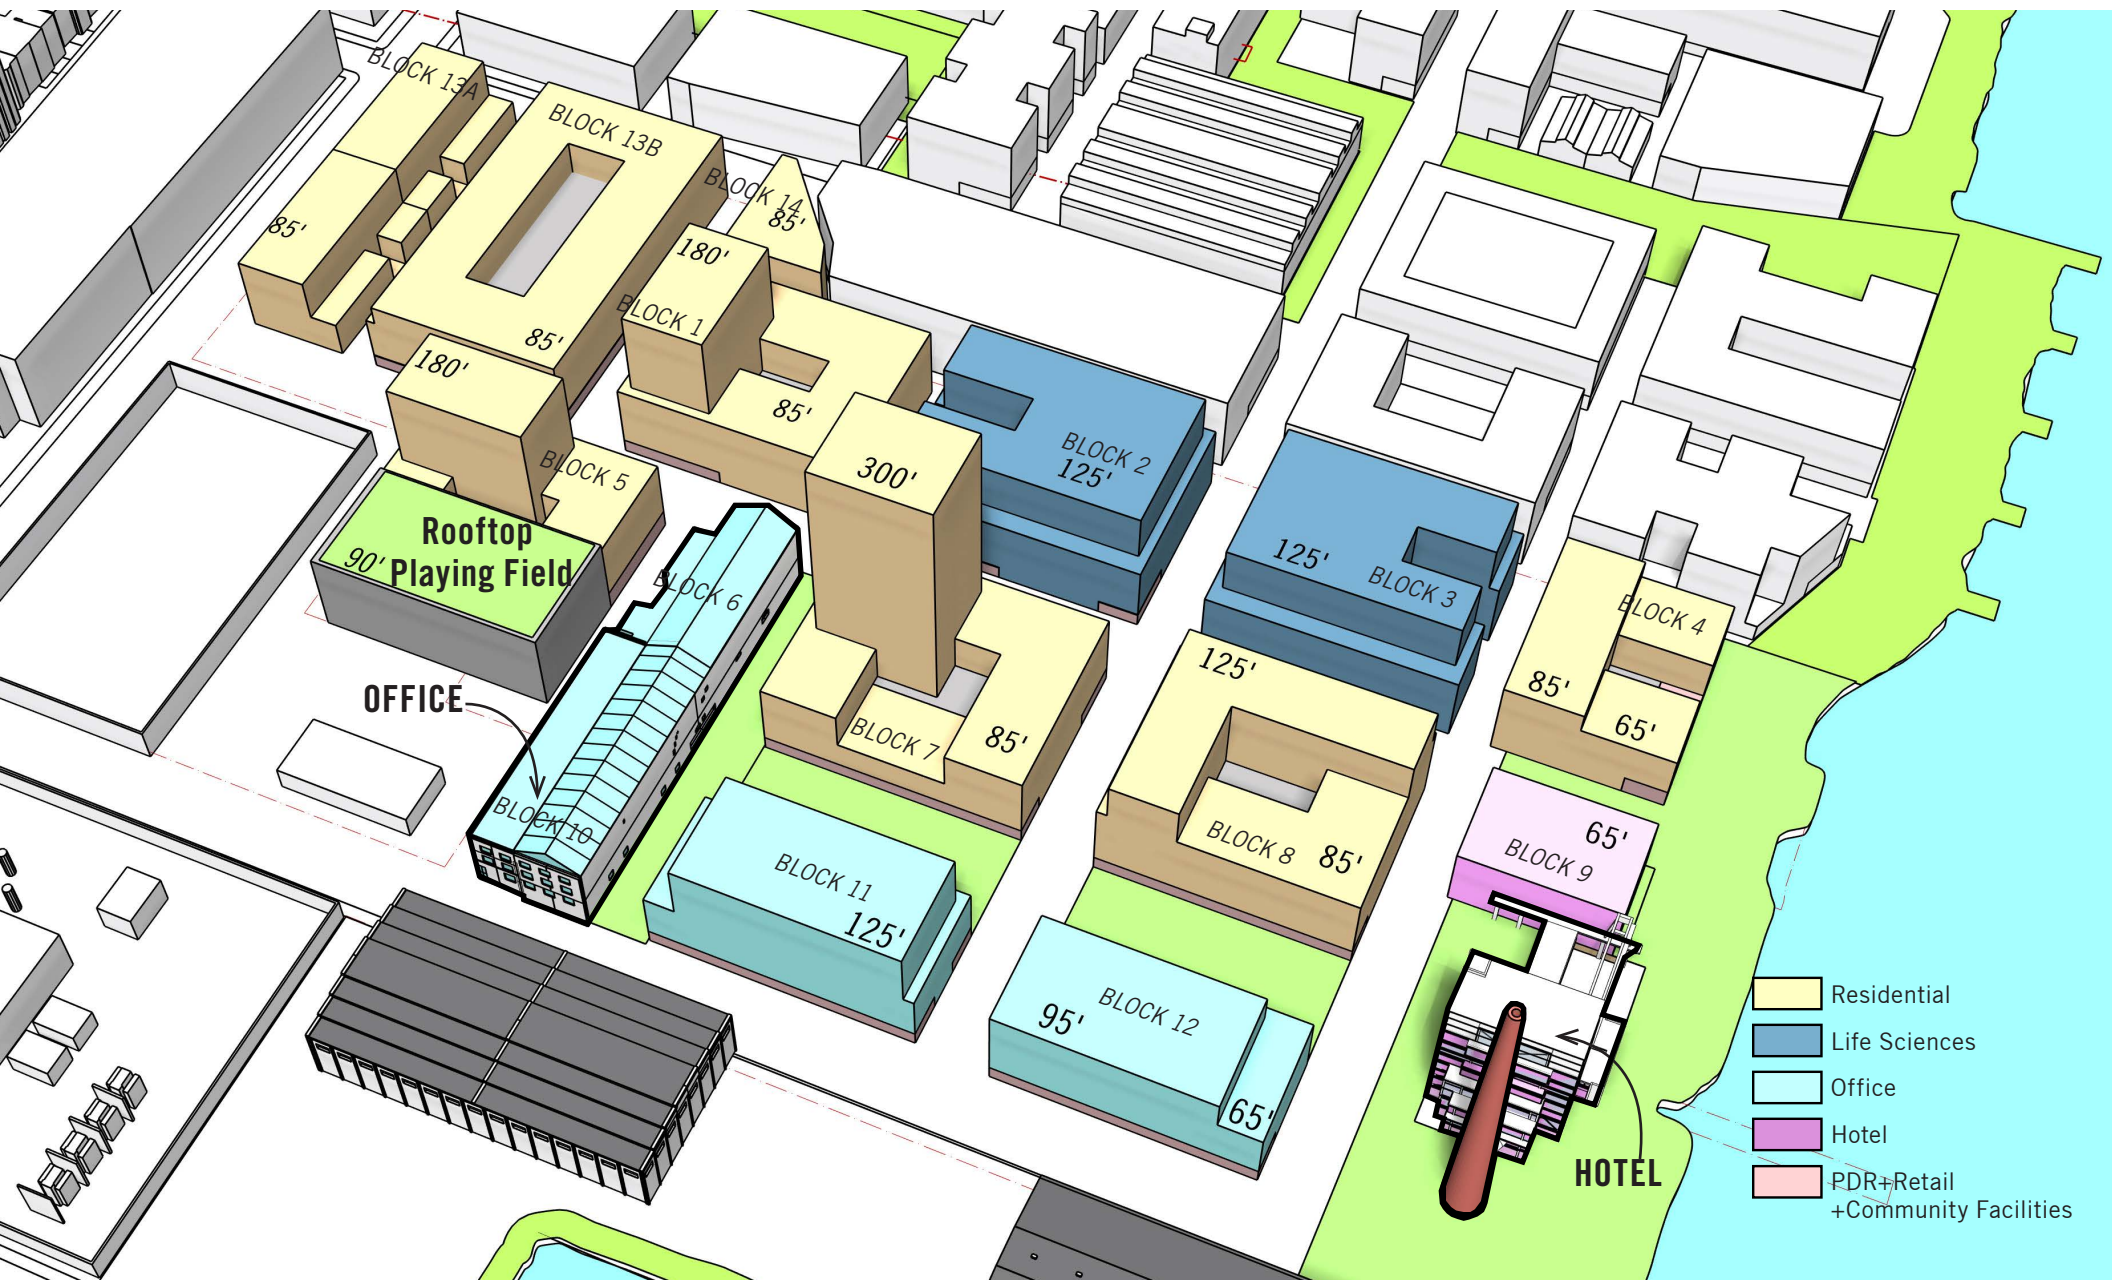 BLOCK 13A
BLOCK 13B
BLOCK 14
85'
85'
180'
BLOCK 1
85'
180'
85'
BLOCK 5
BLOCK 2
125'
300'
Rooftop
Playing Field
90'
BLOCK 6
125'
BLOCK 3
BLOCK 4
85'
65'
125'
OFFICE
BLOCK 7
85'
BLOCK 10
BLOCK 8
85'
65'
BLOCK 9
BLOCK 11
125'
BLOCK 12
95'
65'
HOTEL
Residential
Life Sciences
Office
Hotel
PDR+Retail
+Community Facilities